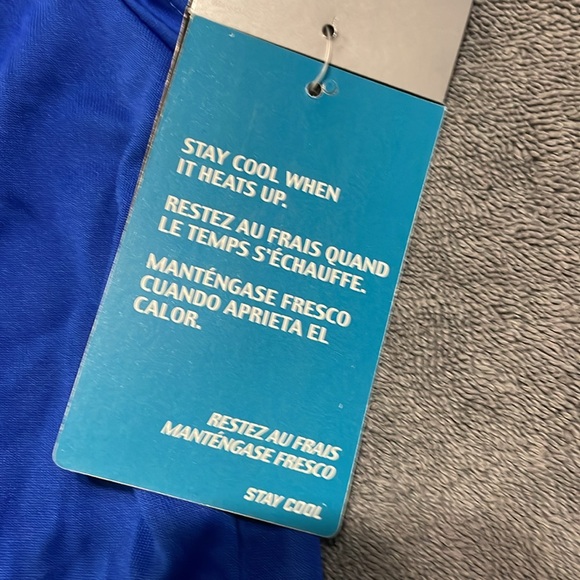 STAY COOL WHEN
IT HEATS UP.
RESTEZ AU FRAIS QUAND
LE TEMPS S'ÉCHAUFFE.
MANTÉNGASE FRESCO
CUANDO APRIETA EL
CALOR.
RESTEZ AU FRAIS
MANTÉNGASE FRESCO
STAY COOL™